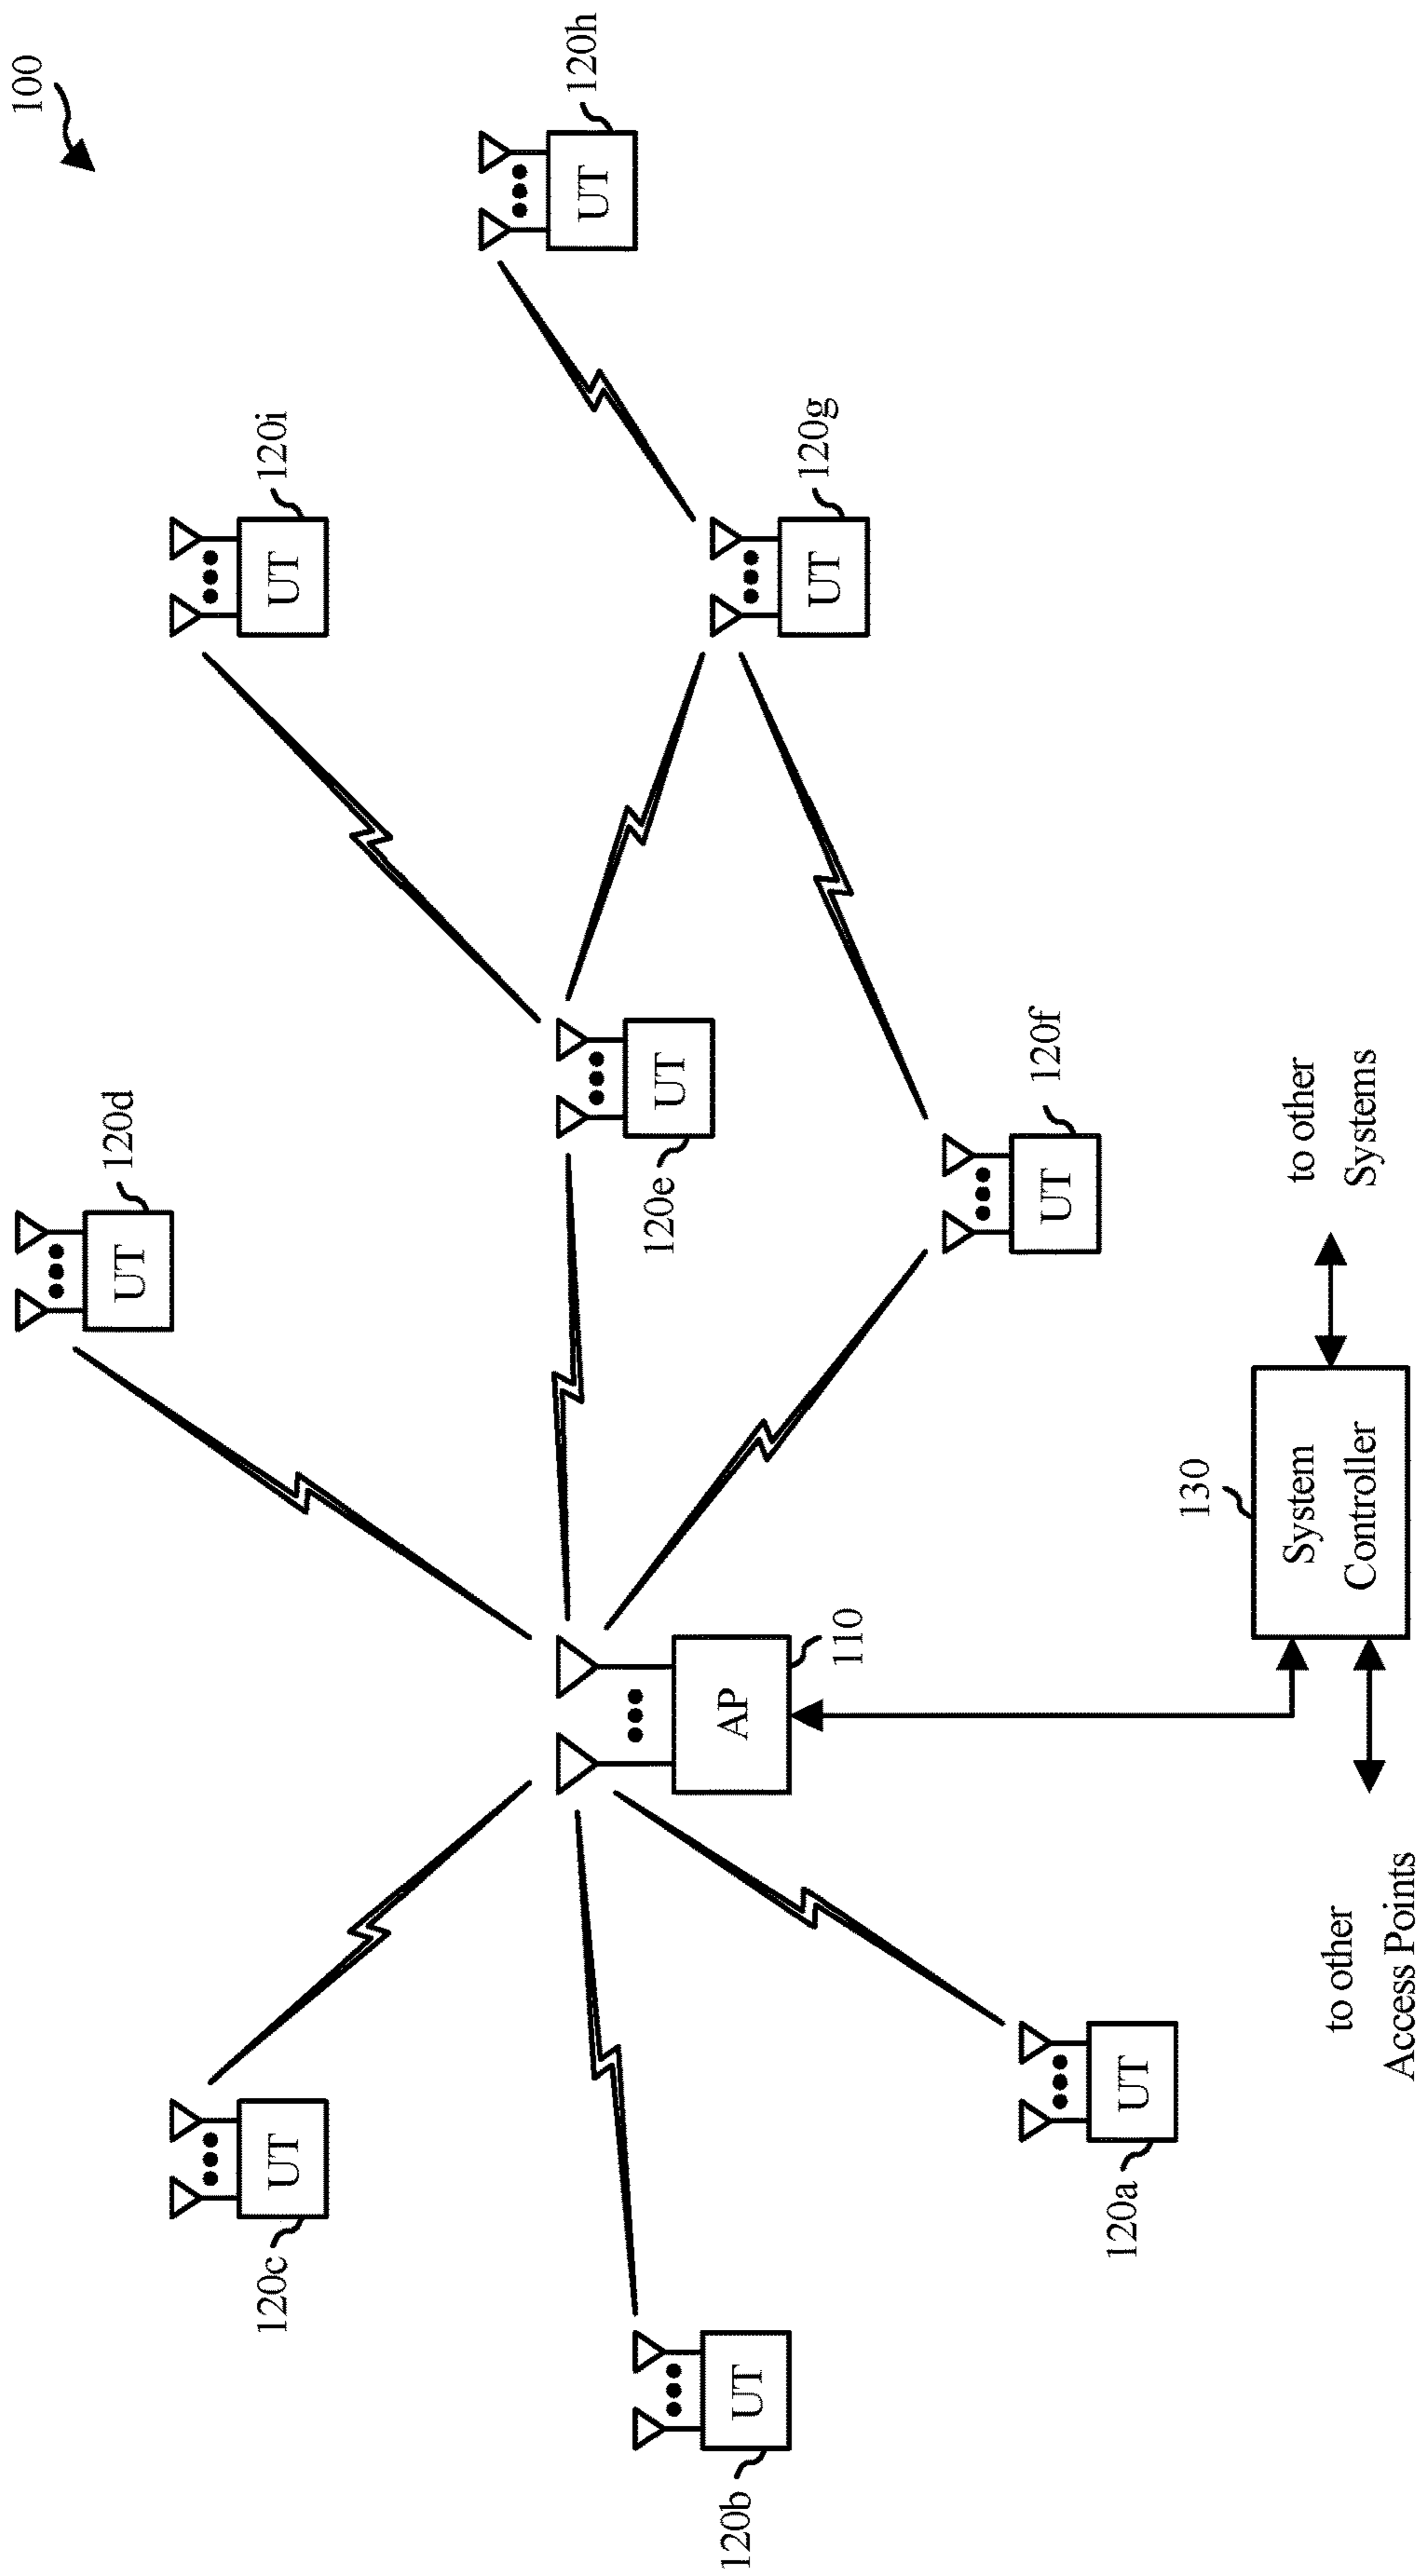 100
UT
120d
UT
120i
UT
120c
UT
120h
UT
120e
UT
120g
AP
110
UT
120b
UT
120f
UT
120a
130
System
Controller
to other
Systems
to other
Access Points